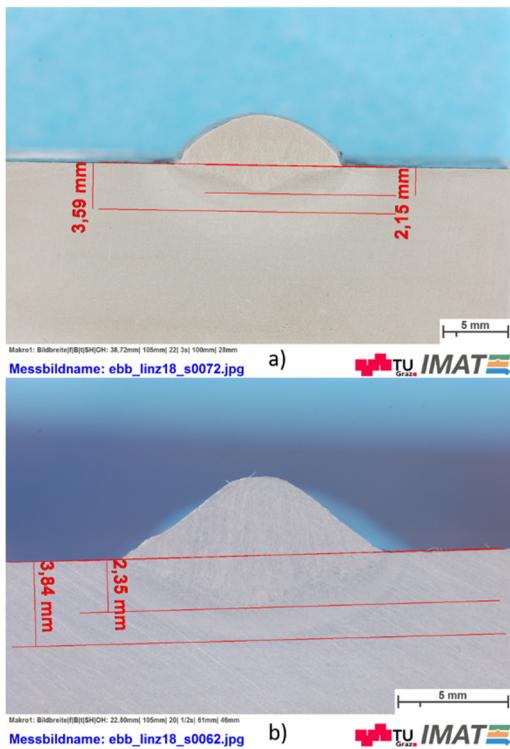 3,59 mm
2,15 mm
5 mm
Makro1: Bildbreite|f|B|t|SH|OH: 38,72mm| 105mm| 22| 3s| 100mm| 28mm
a)
Messbildname: ebb_linz18_s0072.jpg
TU
Graz
IMAT
3,84 mm
2,35 mm
5 mm
Makro1: Bildbreite|f|B|t|SH|OH: 22,80mm| 105mm| 20| 1/2s| 61mm| 46mm
b)
Messbildname: ebb_linz18_s0062.jpg
TU
Graz
IMAT